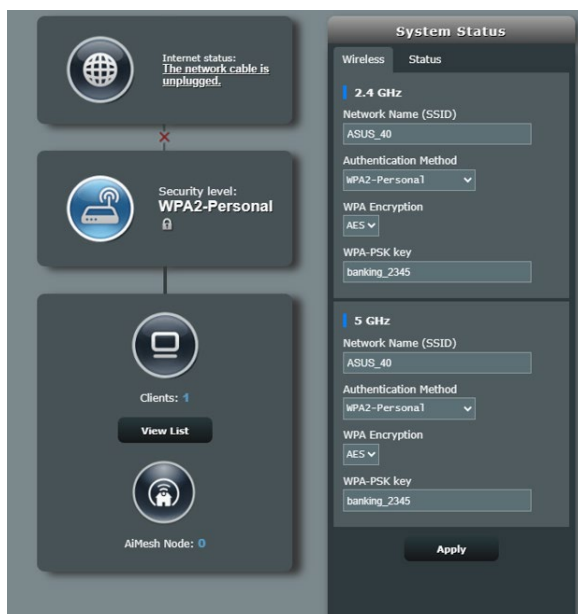 Internet status:
The network cable is
unplugged.
Security level:
WPA2-Personal
Clients: 1
View List
AiMesh Node: 0
System Status
Wireless Status
2.4 GHz
Network Name (SSID)
ASUS_40
Authentication Method
WPA2-Personal
WPA Encryption
AES
WPA-PSK key
banking_2345
5 GHz
Network Name (SSID)
ASUS_40
Authentication Method
WPA2-Personal
WPA Encryption
AES
WPA-PSK key
banking_2345
Apply